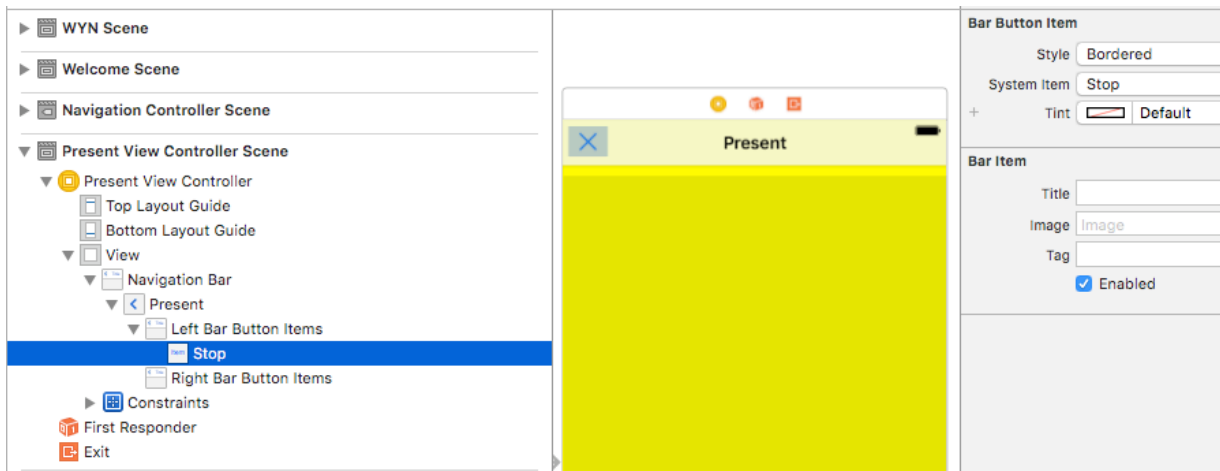 WYN Scene
Welcome Scene
Navigation Controller Scene
Present View Controller Scene
Present View Controller
Top Layout Guide
Bottom Layout Guide
View
Navigation Bar
Present
Left Bar Button Items
Stop
Right Bar Button Items
Constraints
First Responder
Exit
Present
Bar Button Item
Style Bordered
System Item Stop
+ Tint Default
Bar Item
Title
Image Image
Tag
Enabled